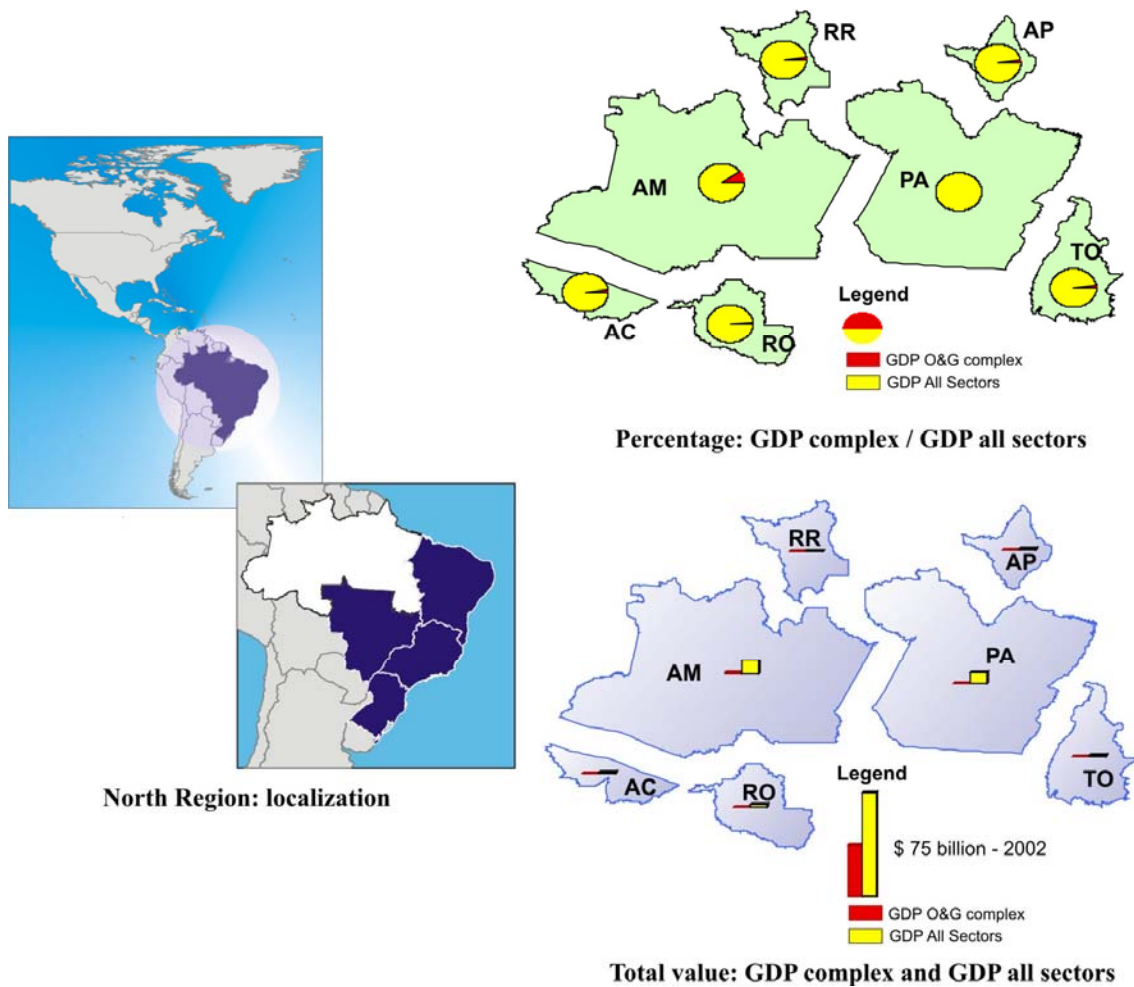 RR
AP
AM
PA
TO
AC
RO
Legend
GDP O&G complex
GDP All Sectors
Percentage: GDP complex / GDP all sectors
North Region: localization
RR
AP
AM
PA
AC
RO
TO
Legend
$ 75 billion - 2002
GDP O&G complex
GDP All Sectors
Total value: GDP complex and GDP all sectors